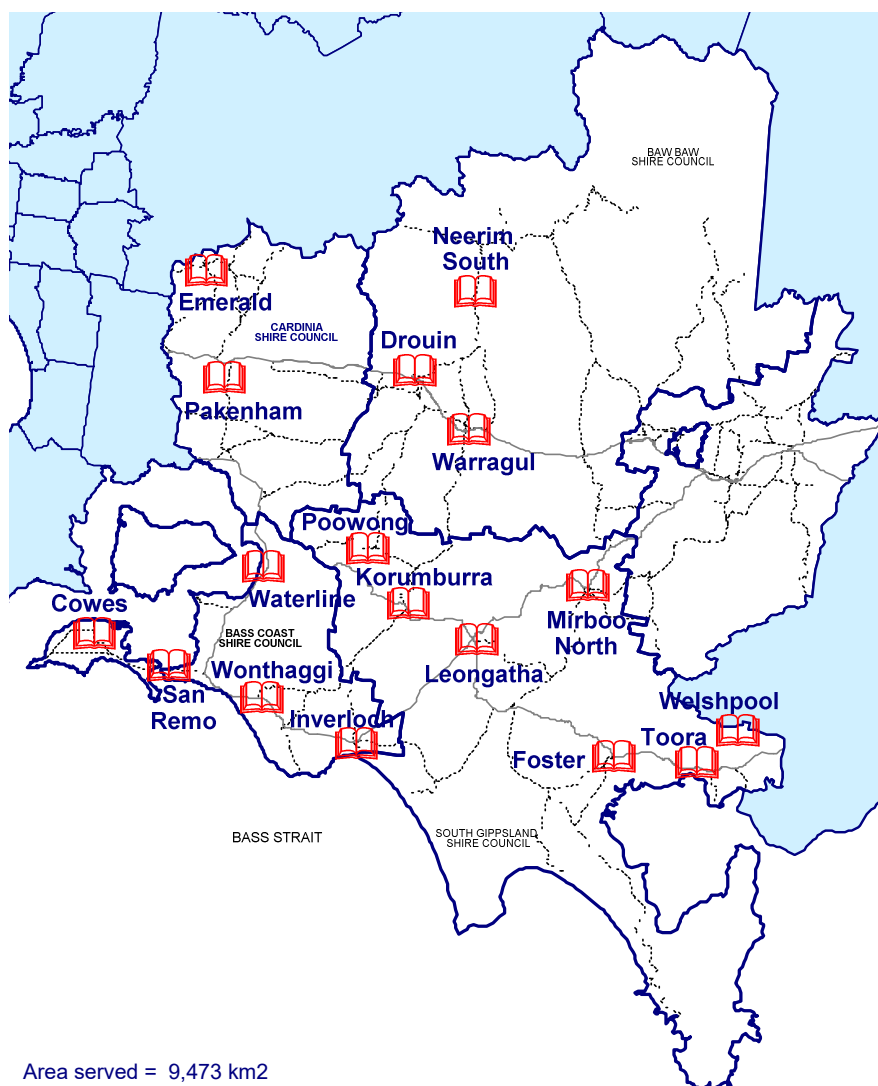 BAW BAW
SHIRE COUNCIL
Neerim
South
Emerald
CARDINIA
SHIRE COUNCIL
Drouin
Pakenham
Warragul
Poowong
Korumburra
Waterline
Cowes
Mirboo
North
BASS COAST
SHIRE COUNCIL
Wonthaggi
Leongatha
San
Remo
Inverloch
Welshpool
Toora
Foster
BASS STRAIT
SOUTH GIPPSLAND
SHIRE COUNCIL
Area served = 9,473 km2